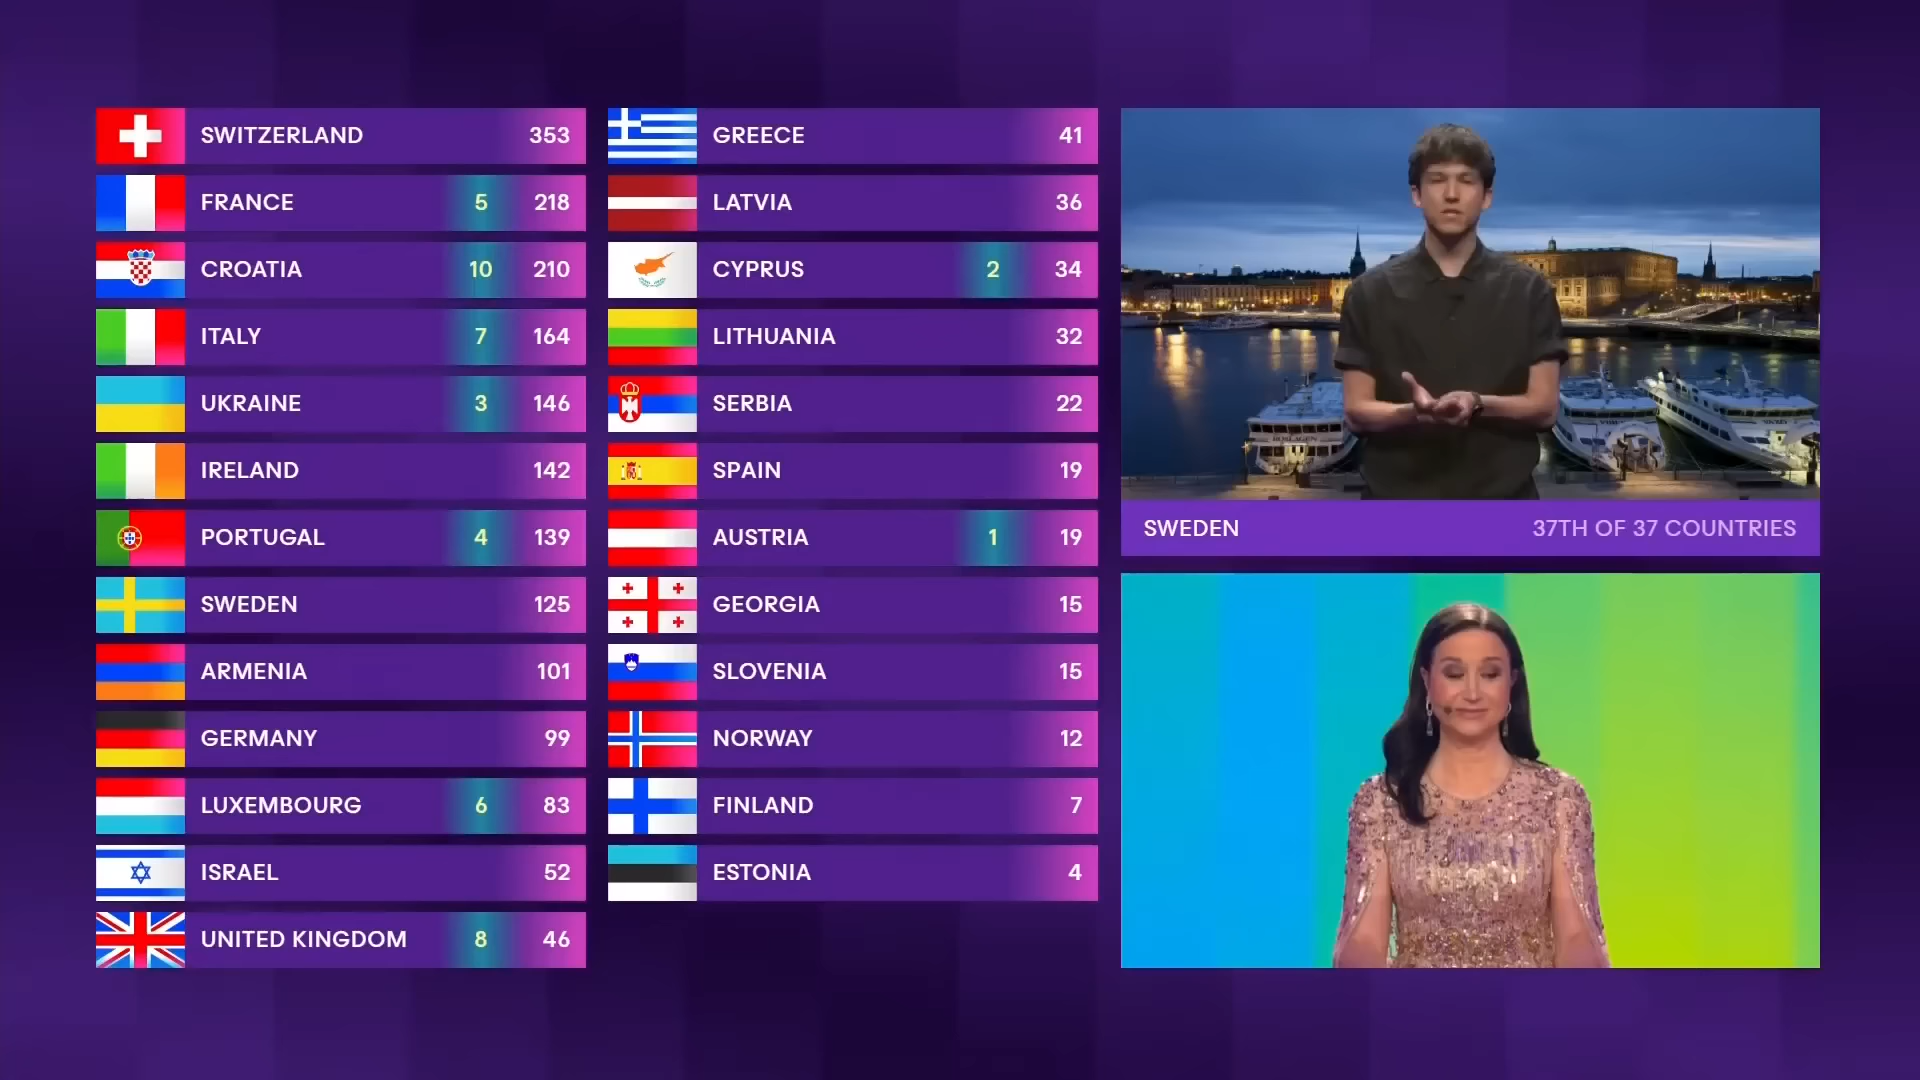 SWITZERLAND 353
FRANCE 5 218
CROATIA 10 210
ITALY 7 164
UKRAINE 3 146
IRELAND 142
PORTUGAL 4 139
SWEDEN 125
ARMENIA 101
GERMANY 99
LUXEMBOURG 6 83
ISRAEL 52
UNITED KINGDOM 8 46
GREECE 41
LATVIA 36
CYPRUS 2 34
LITHUANIA 32
SERBIA 22
SPAIN 19
AUSTRIA 1 19
GEORGIA 15
SLOVENIA 15
NORWAY 12
FINLAND 7
ESTONIA 4
SWEDEN 37TH OF 37 COUNTRIES